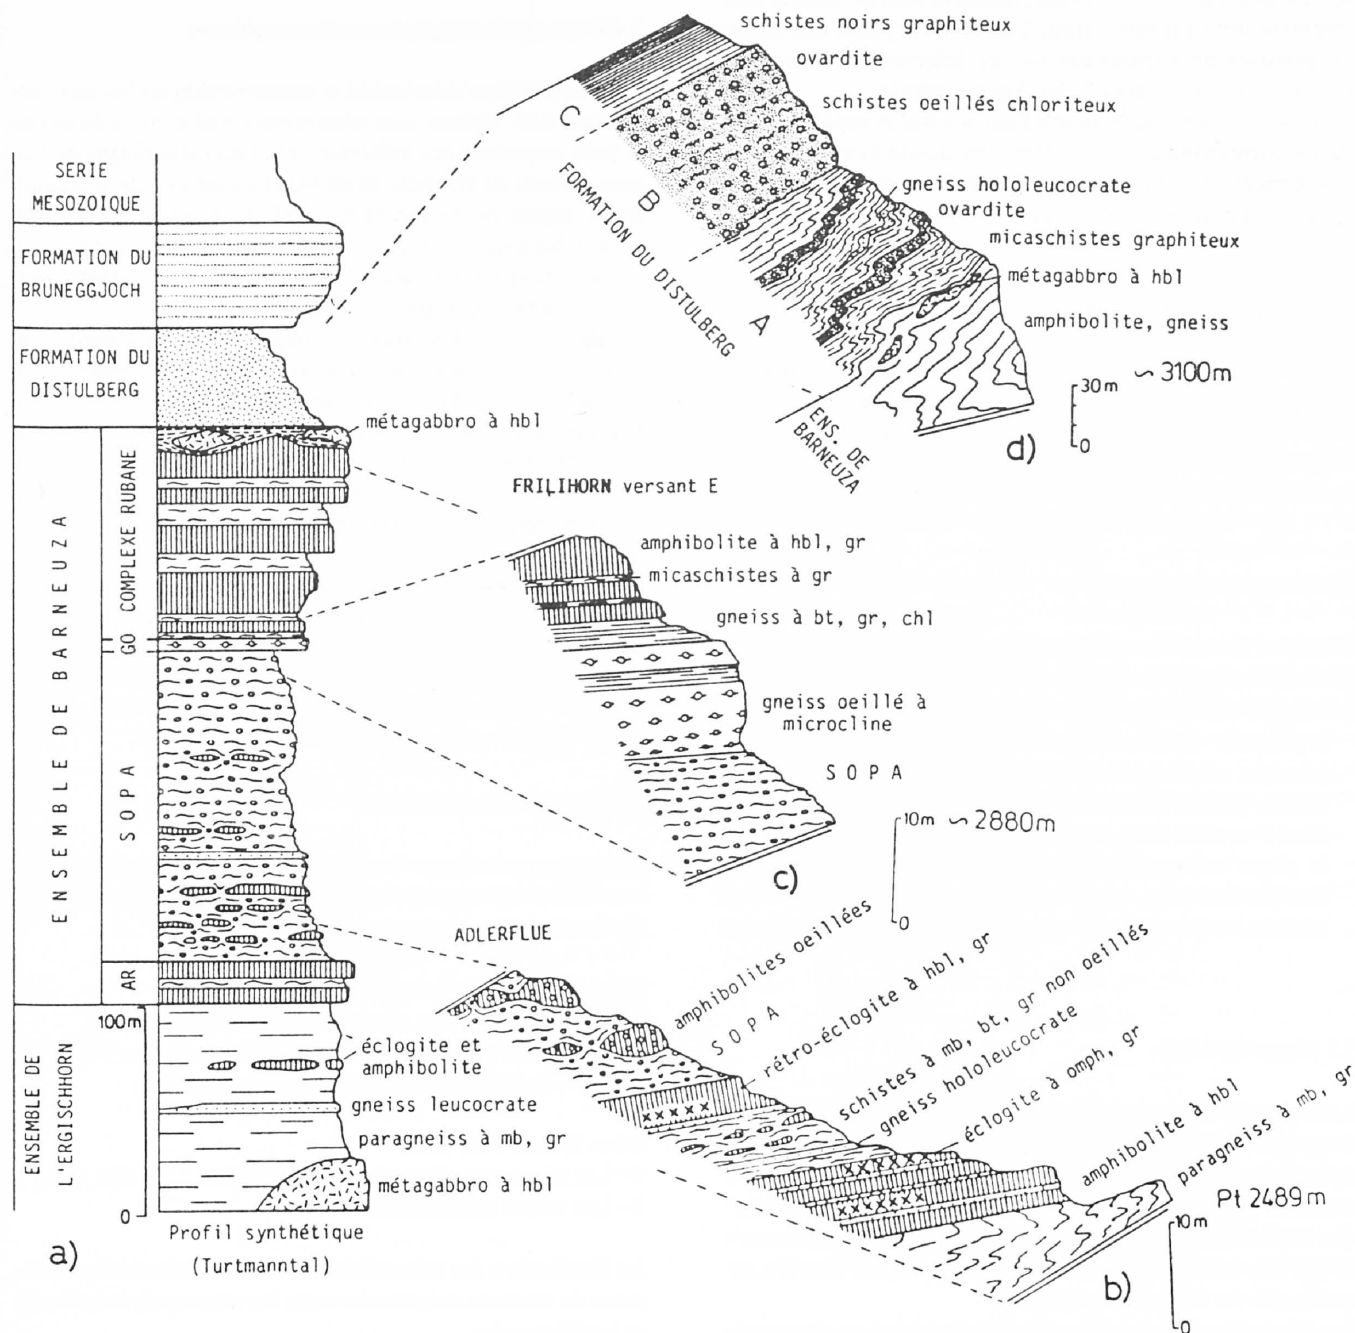 schistes noirs graphiteux
ovardite
schistes oeillés chloriteux
gneiss hololeucocrate
ovardite
micaschistes graphiteux
métagabbro à hbl
amphibolite, gneiss
C
B
A
FORMATION DU DISTULBERG
ENS. DE
BARNEUZA
∽ 3100m
30m
0
d)
SERIE
MESOZOIQUE
FORMATION DU
BRUNEGGJOCH
FORMATION DU
DISTULBERG
ENSEMBLE DE BARNEUZA
COMPLEXE RUBANE
GO
SOPA
AR
ENSEMBLE DE
L'ERGISCHHORN
métagabbro à hbl
100m
0
éclogite et
amphibolite
gneiss leucocrate
paragneiss à mb, gr
métagabbro à hbl
Profil synthétique
(Turtmanntal)
a)
FRILIHORN versant E
amphibolite à hbl, gr
micaschistes à gr
gneiss à bt, gr, chl
gneiss oeillé à
microcline
SOPA
10m
∽ 2880m
0
c)
ADLERFLUE
amphibolites oeillées
SOPA
rétro-éclogite à hbl, gr
schistes à mb, bt, gr non oeillés
gneiss hololeucocrate
éclogite à omph, gr
amphibolite à hbl
paragneiss à mb, gr
Pt 2489m
10m
0
b)